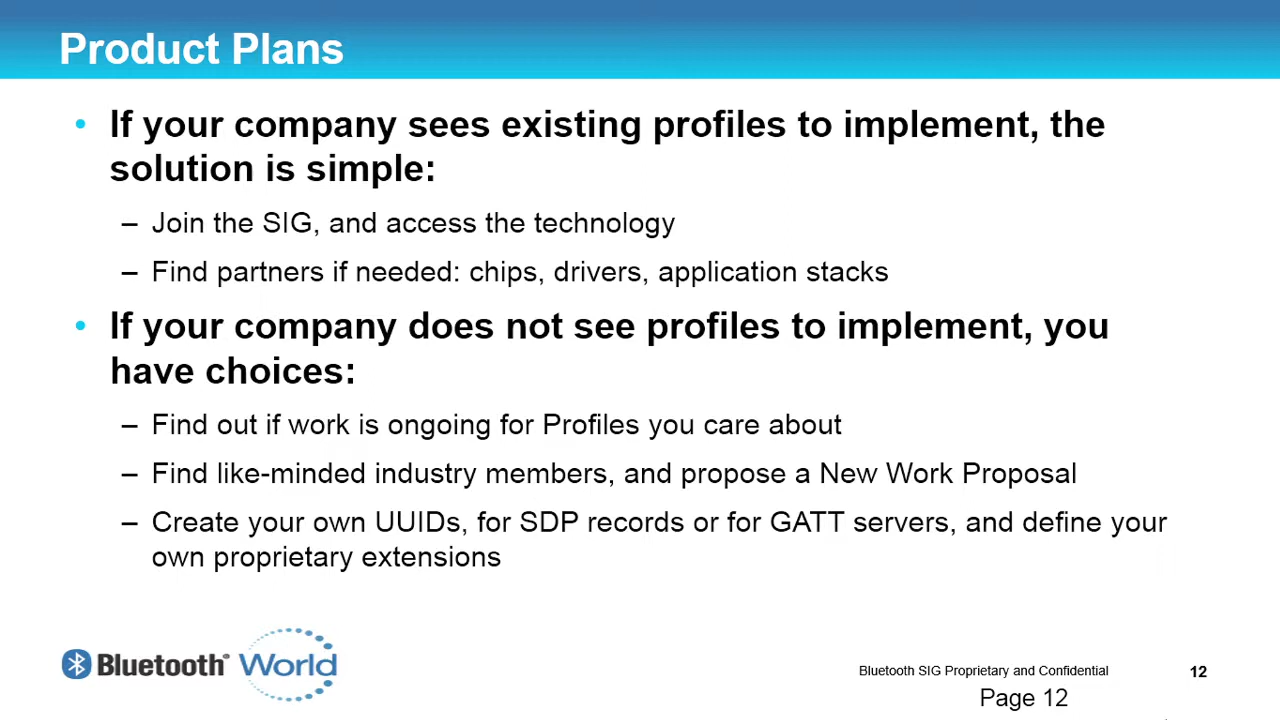 Product Plans
• If your company sees existing profiles to implement, the
solution is simple:
– Join the SIG, and access the technology
– Find partners if needed: chips, drivers, application stacks
• If your company does not see profiles to implement, you
have choices:
– Find out if work is ongoing for Profiles you care about
– Find like-minded industry members, and propose a New Work Proposal
– Create your own UUIDs, for SDP records or for GATT servers, and define your
own proprietary extensions
Bluetooth® World
Bluetooth SIG Proprietary and Confidential 12
Page 12